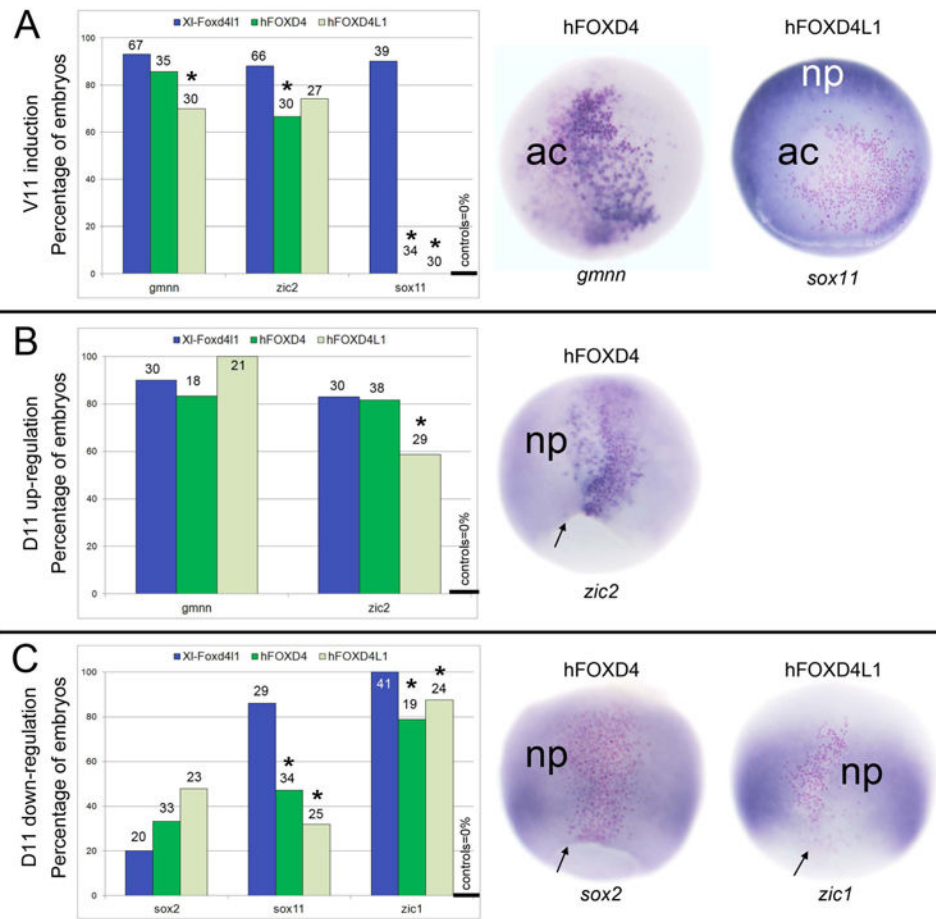 A
Xl-Foxd4l1 hFOXD4 hFOXD4L1
V11 induction
Percentage of embryos
100
80
60
40
20
0
67
35
*
30
66
*
30
27
39
*
34
*
30
controls=0%
gmnn zic2 sox11
hFOXD4
ac
gmnn
hFOXD4L1
np
ac
sox11
B
Xl-Foxd4l1 hFOXD4 hFOXD4L1
D11 up-regulation
Percentage of embryos
100
80
60
40
20
0
30
18
21
30
38
*
29
controls=0%
gmnn zic2
hFOXD4
np
zic2
C
Xl-Foxd4l1 hFOXD4 hFOXD4L1
D11 down-regulation
Percentage of embryos
100
80
60
40
20
0
20
33
23
29
*
34
*
25
41
*
19
*
24
controls=0%
sox2 sox11 zic1
hFOXD4
np
sox2
hFOXD4L1
np
zic1